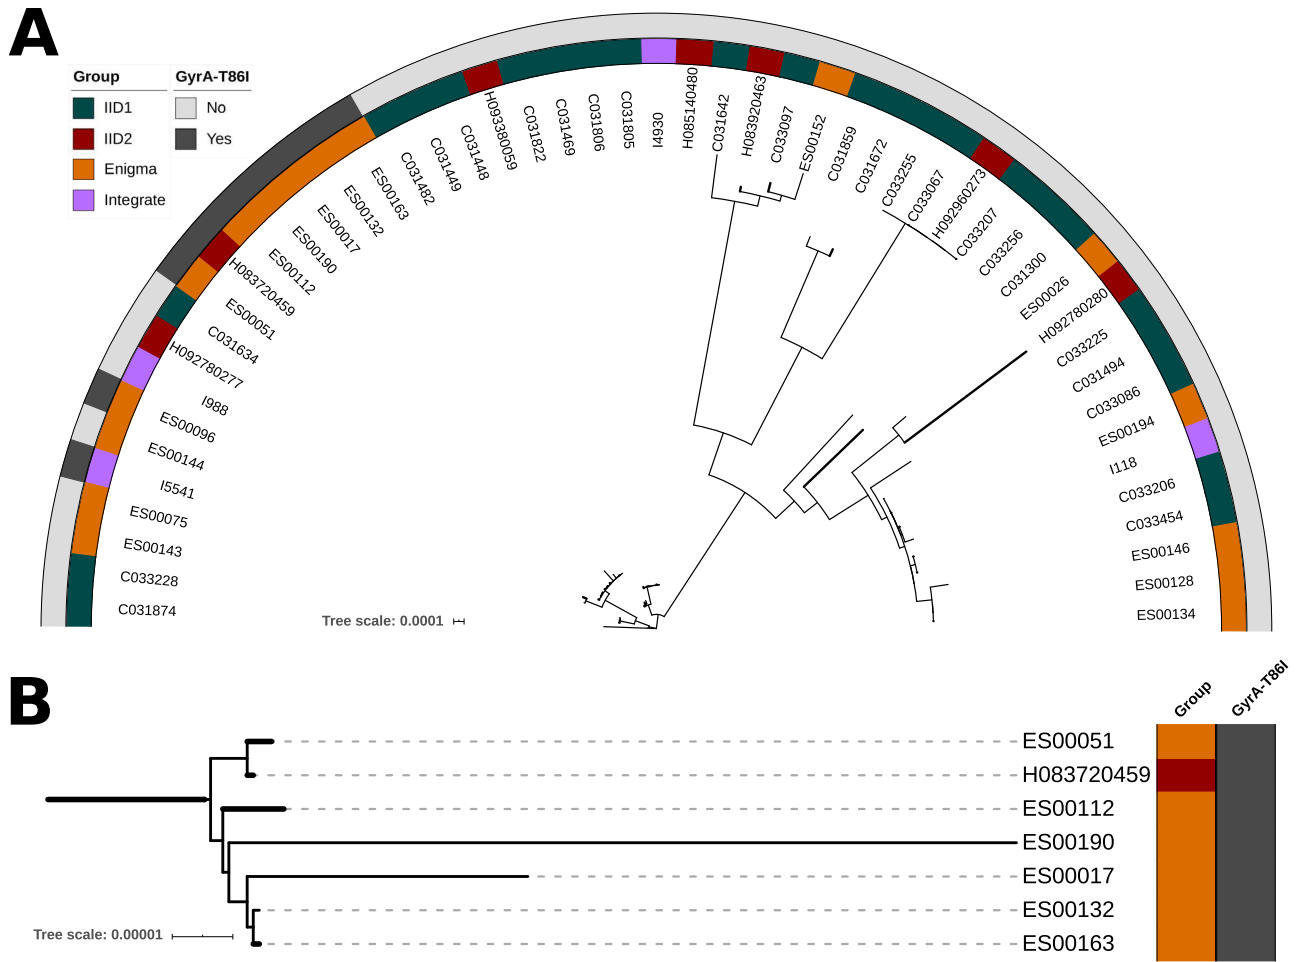 A
Group
IID1
IID2
Enigma
Integrate
GyrA-T86I
No
Yes
C031874
C033228
ES00143
ES00075
I5541
ES00144
ES00096
I988
H092780277
C031634
ES00051
H083720459
ES00112
ES00190
ES00017
ES00132
ES00163
C031482
C031449
C031448
H093380059
C031822
C031469
C031806
C031805
I4930
H085140480
C031642
H083920463
C033097
ES00152
C031859
C031672
C033255
C033067
H092960273
C033207
C033256
C031300
ES00026
H092780280
C033225
C031494
C033086
ES00194
I118
C033206
C033454
ES00146
ES00128
ES00134
Tree scale: 0.0001
B
Group
GyrA-T86I
ES00051
H083720459
ES00112
ES00190
ES00017
ES00132
ES00163
Tree scale: 0.00001